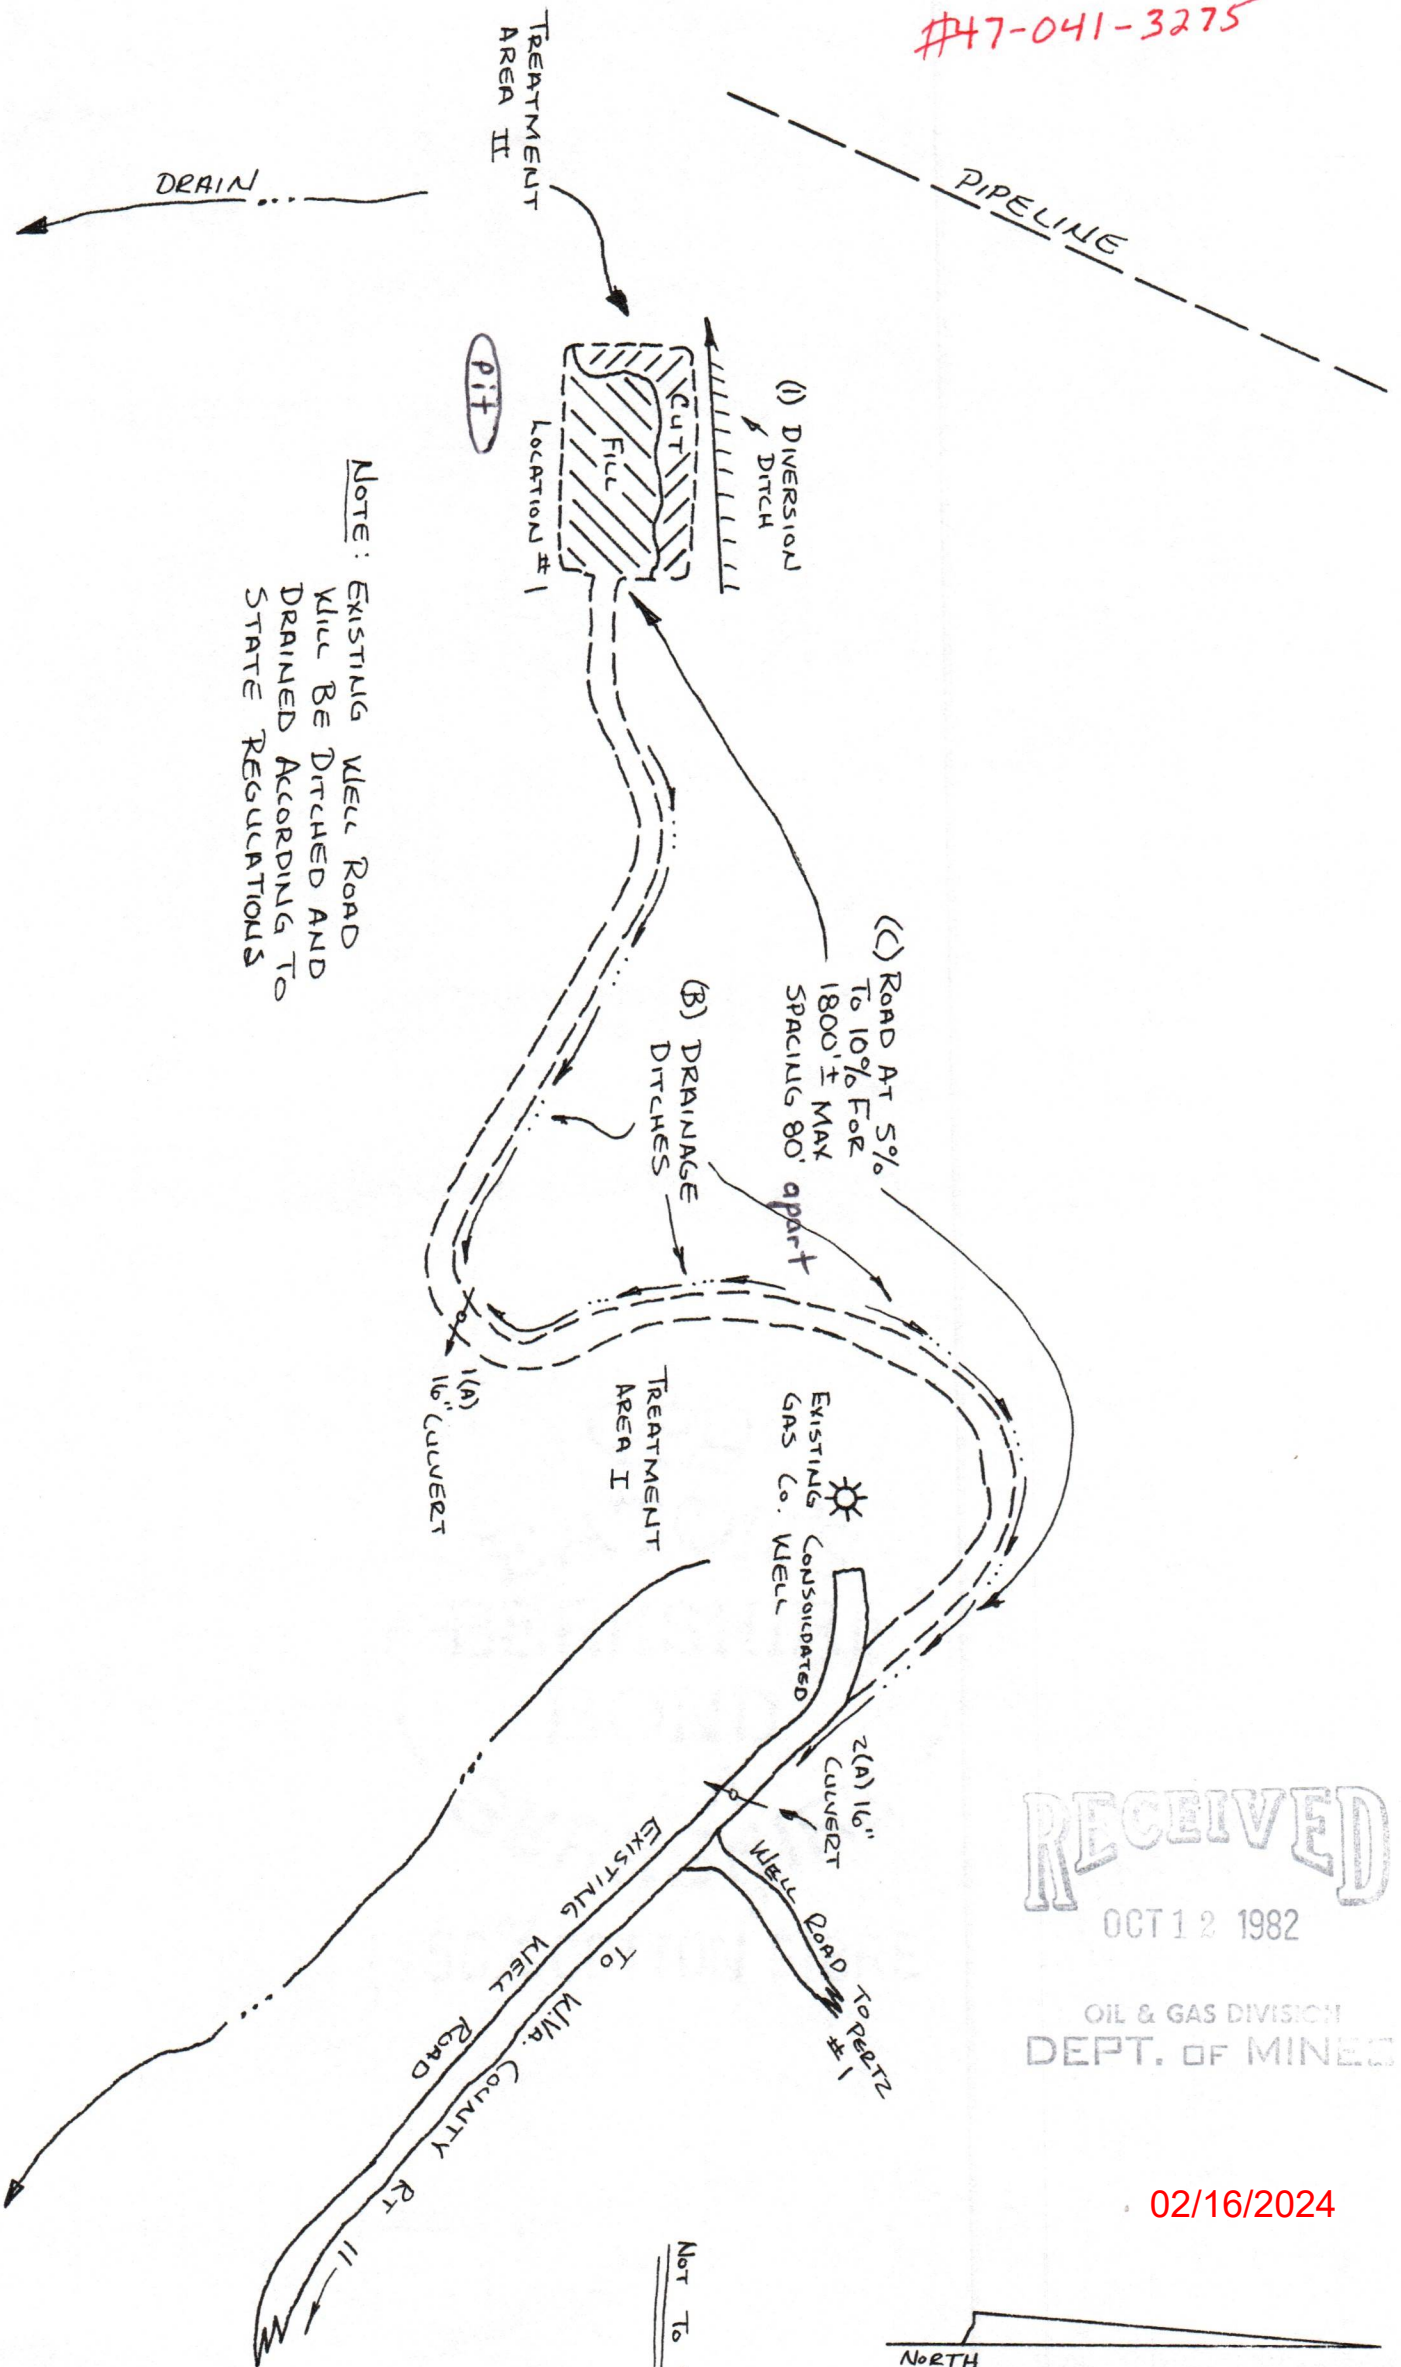 #47-041-3275
PIPELINE
TREATMENT
AREA II
DRAIN
(1) DIVERSION
DITCH
CUT
FILL
LOCATION #1
Pit
NOTE: EXISTING WELL ROAD
WILL BE DITCHED AND
DRAINED ACCORDING TO
STATE REGULATIONS
(C) ROAD AT 5%
TO 10% FOR
1800'± MAX
SPACING 80' apart
(B) DRAINAGE
DITCHES
1(A)
16" CULVERT
TREATMENT
AREA I
EXISTING CONSOLIDATED
GAS CO. WELL
2(A) 16"
CULVERT
WELL ROAD TO PERTZ
#1
EXISTING WELL ROAD
TO W.VA. COUNTY RT 11
RECEIVED
OCT 12 1982
OIL & GAS DIVISION
DEPT. OF MINES
02/16/2024
NOT TO
NORTH